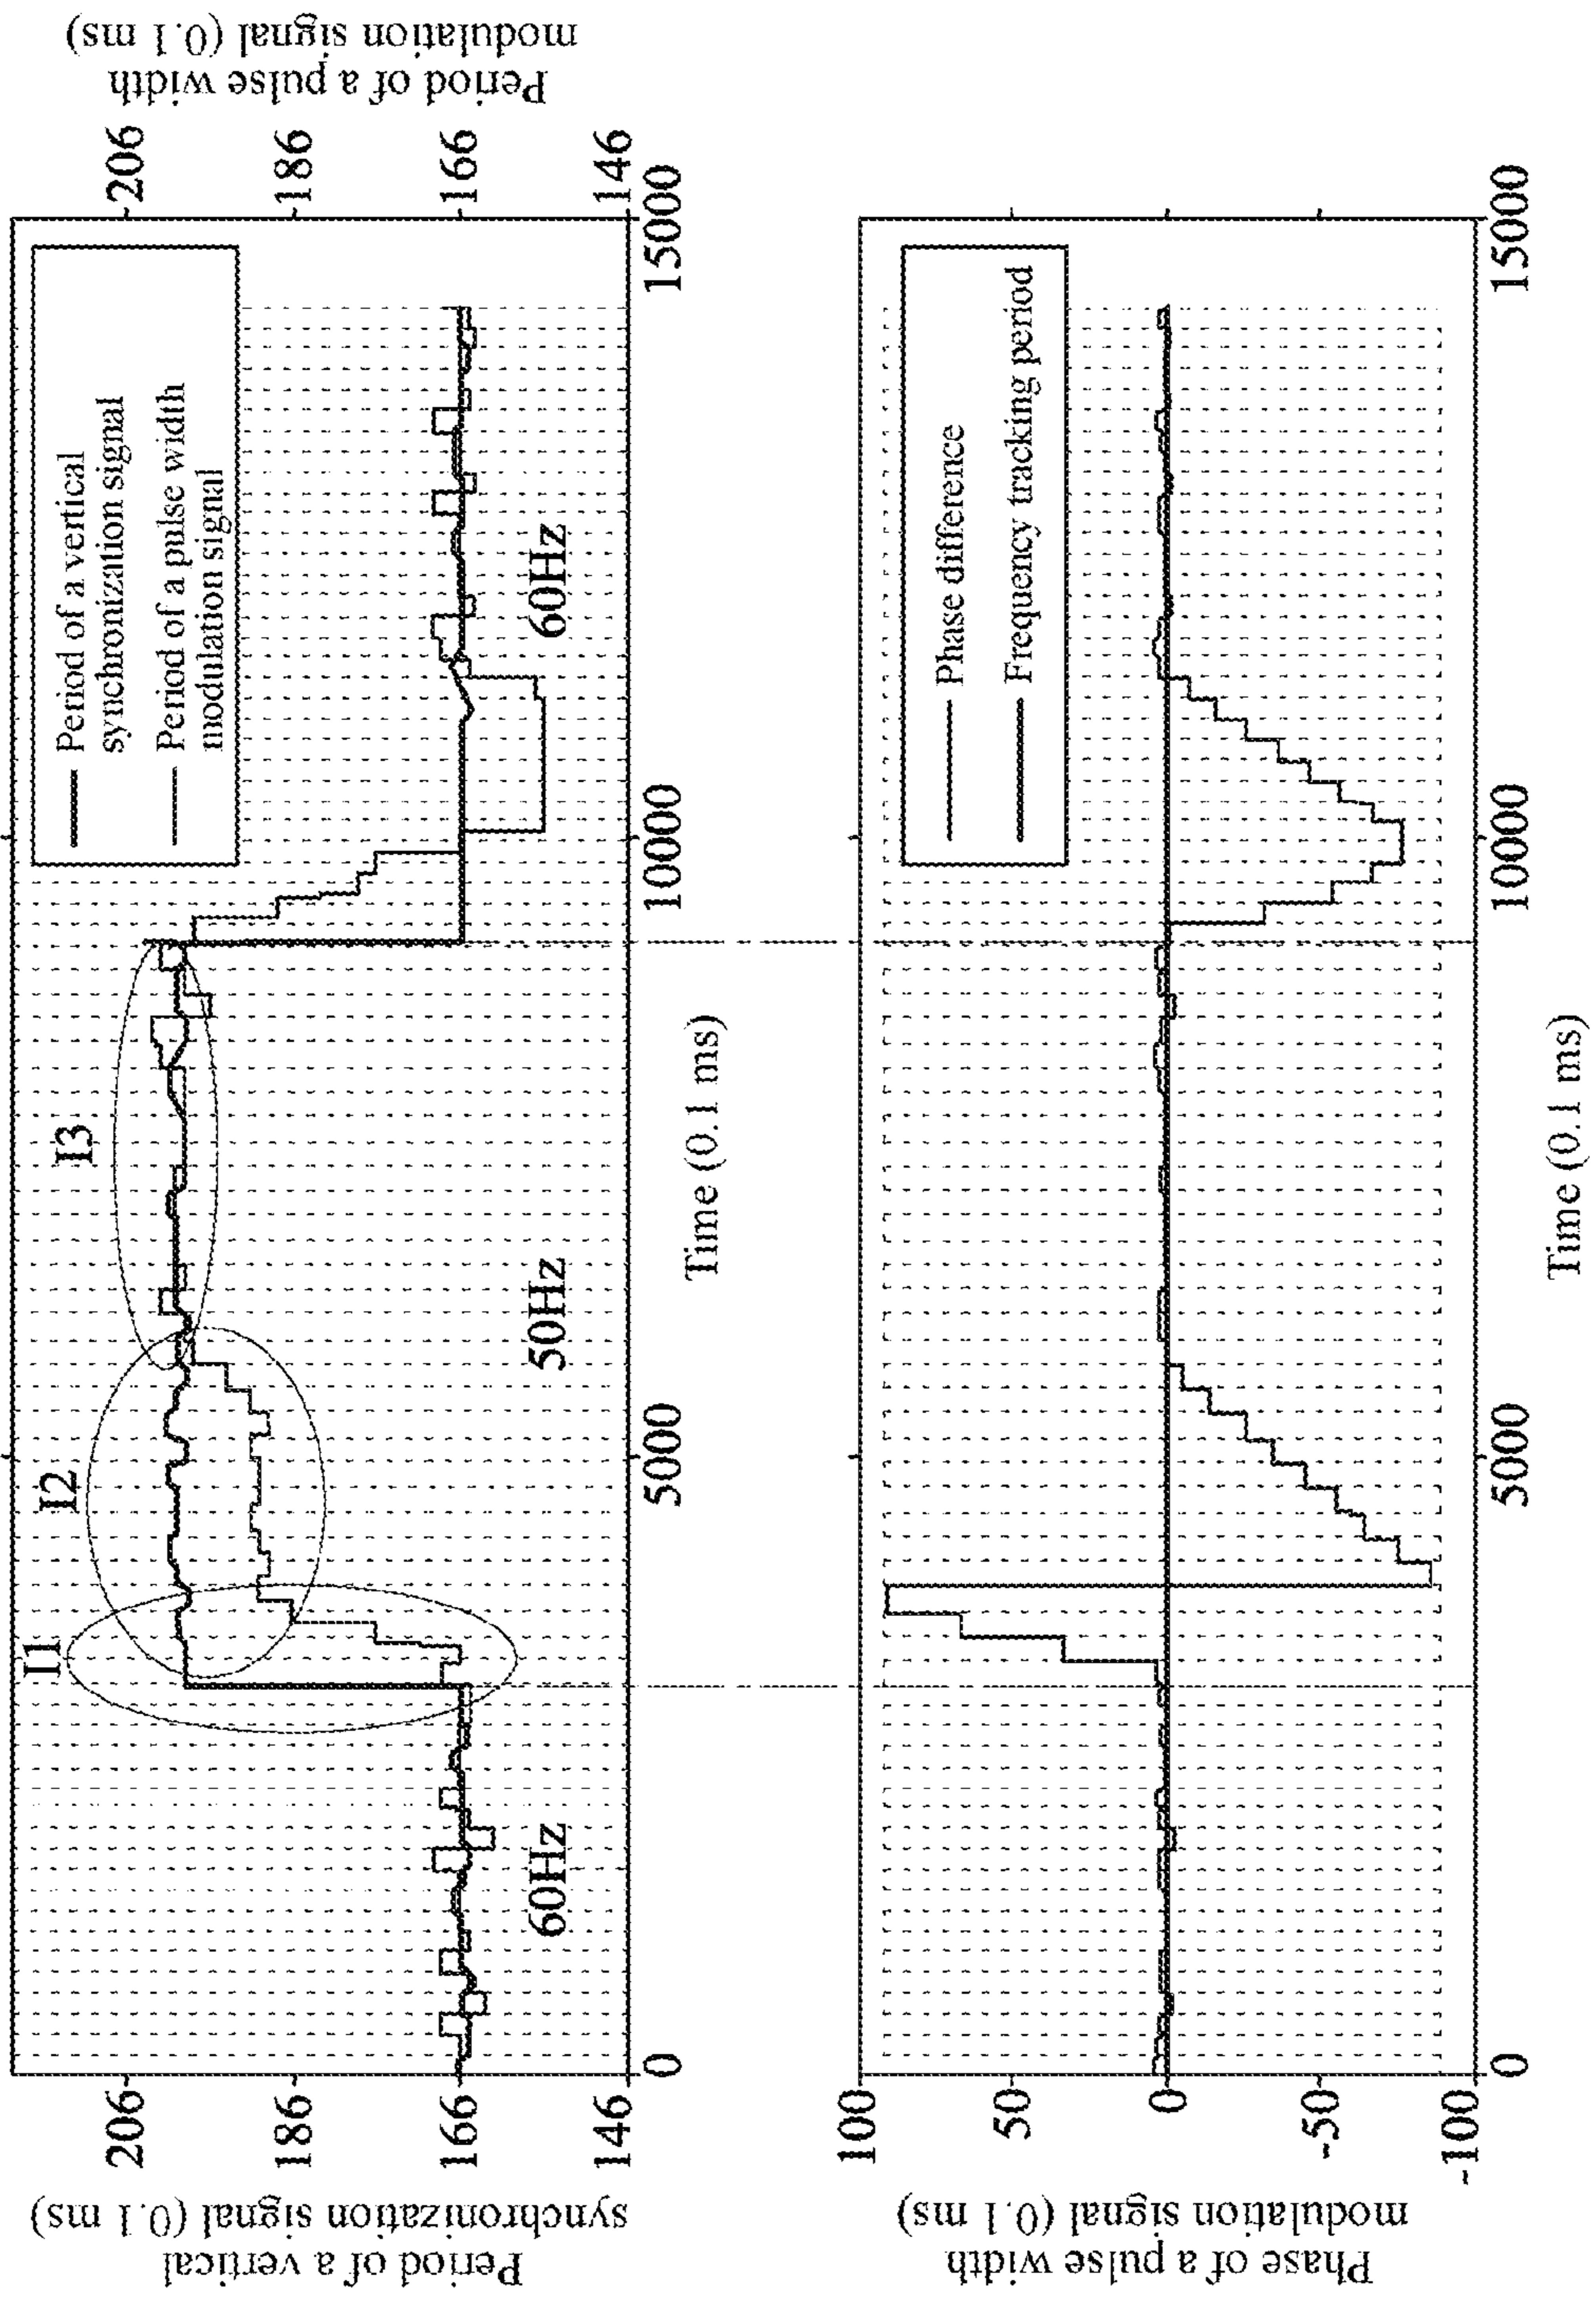 Period of a vertical
synchronization signal (0.1 ms)
206
186
166
146
I1
I2
I3
60Hz
50Hz
60Hz
Period of a vertical
synchronization signal
Period of a pulse width
modulation signal
206
186
166
146
Period of a pulse width
modulation signal (0.1 ms)
0
5000
10000
15000
Time (0.1 ms)
Phase of a pulse width
modulation signal (0.1 ms)
100
50
0
-50
-100
Phase difference
Frequency tracking period
0
5000
10000
15000
Time (0.1 ms)